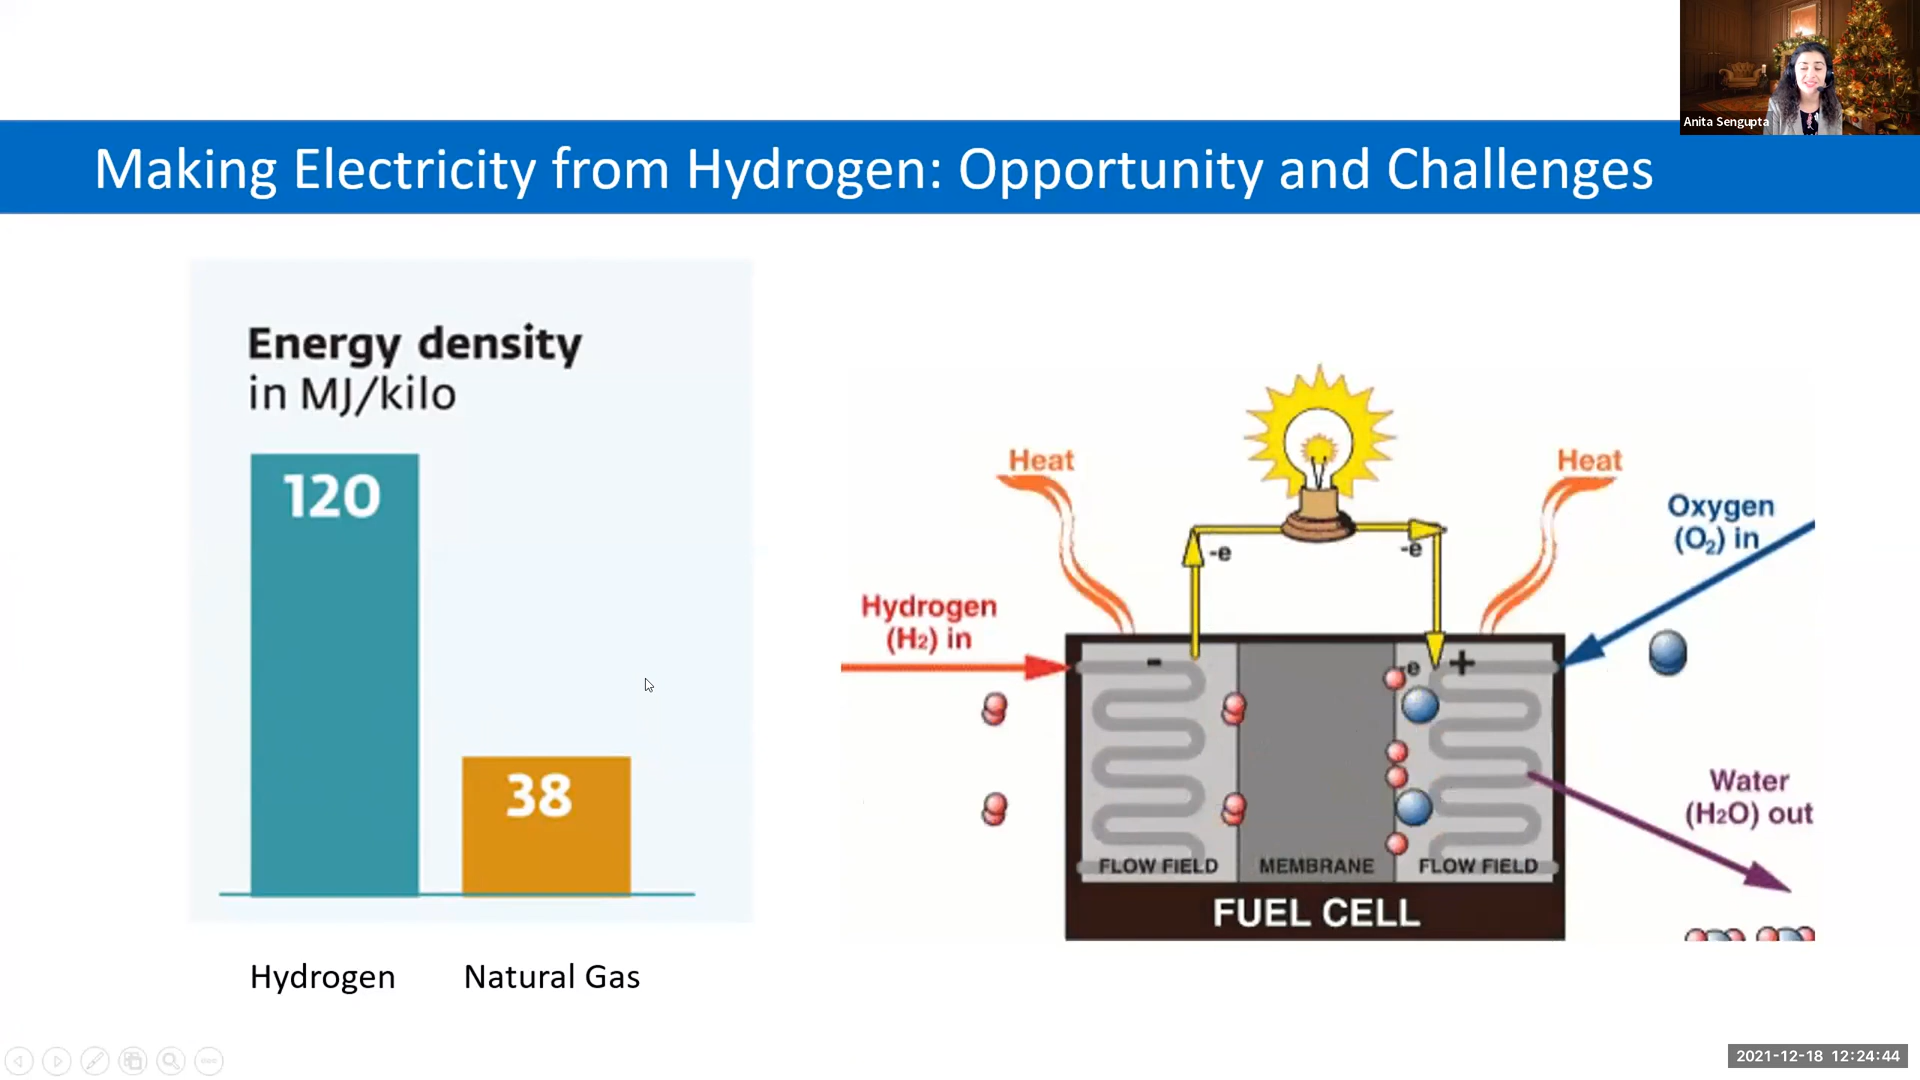 Anita Sengupta
Making Electricity from Hydrogen: Opportunity and Challenges
Energy density
in MJ/kilo
120
38
Hydrogen
Natural Gas
Heat
Heat
Oxygen
(O₂) in
-e
-e
Hydrogen
(H₂) in
-
-e
+
Water
(H₂O) out
FLOW FIELD
MEMBRANE
FLOW FIELD
FUEL CELL
2021-12-18 12:24:44